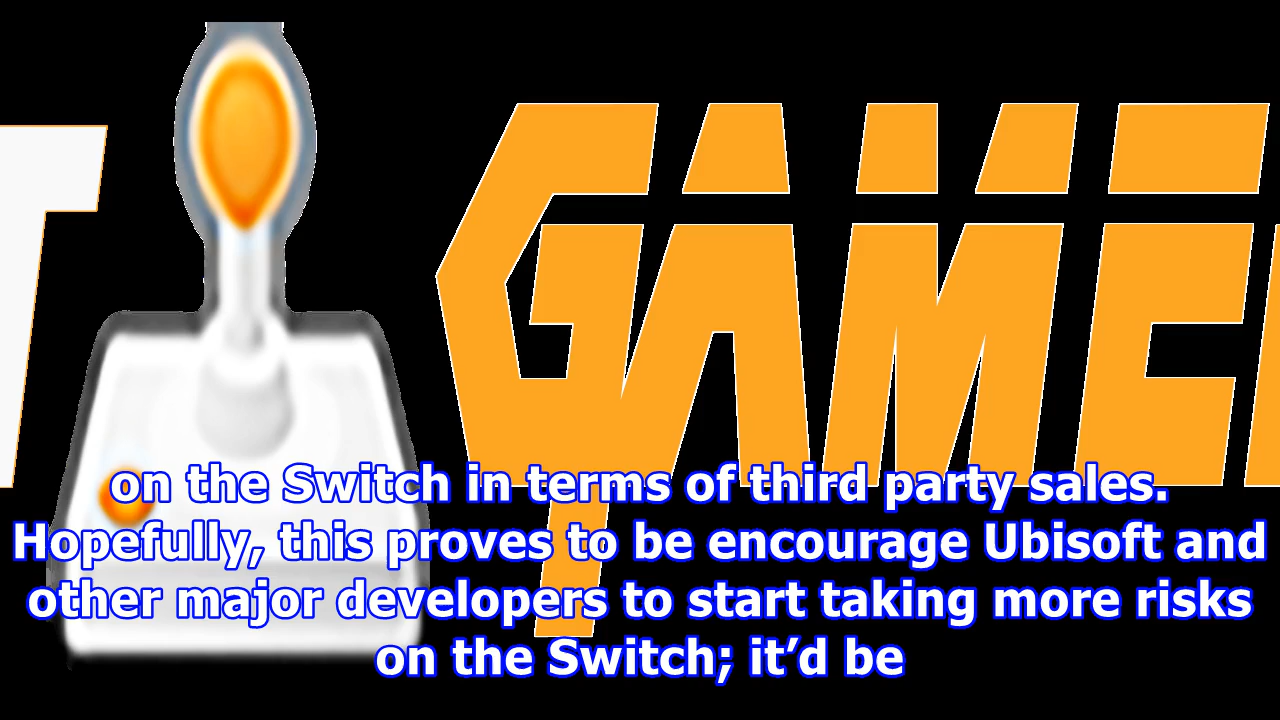 T GAME
on the Switch in terms of third party sales.
Hopefully, this proves to be encourage Ubisoft and
other major developers to start taking more risks
on the Switch; it’d be